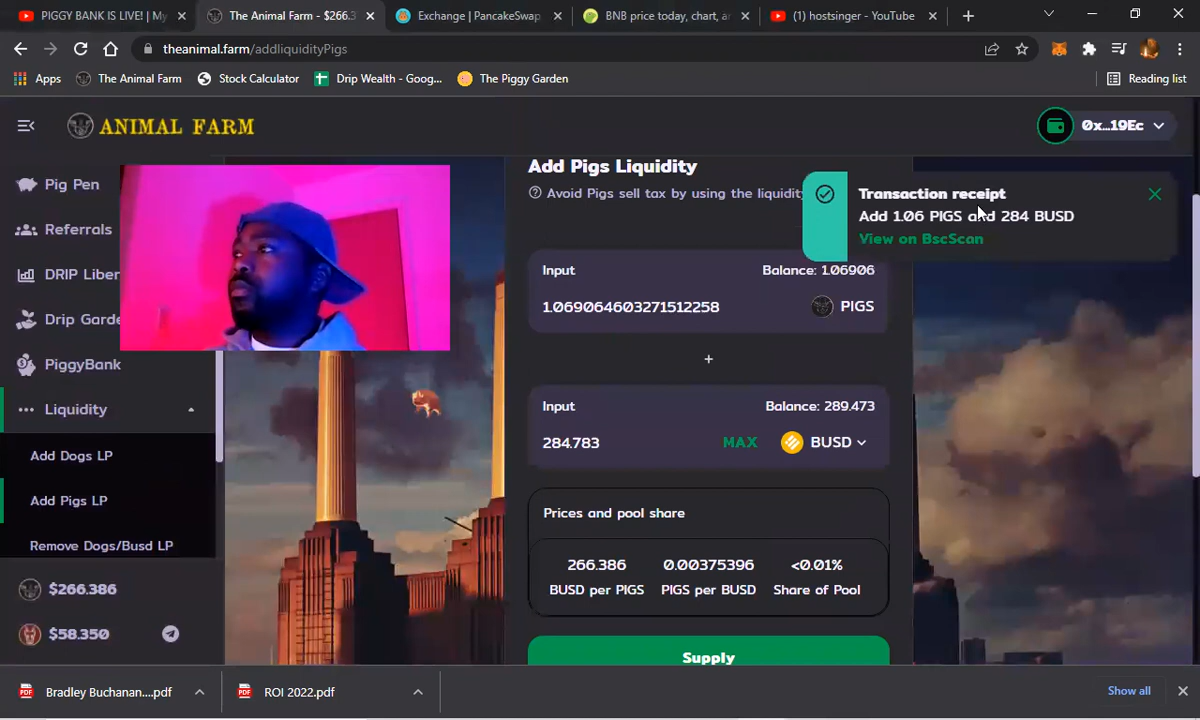 PIGGY BANK IS LIVE! | My
The Animal Farm - $266.3
Exchange | PancakeSwap
BNB price today, chart, ar
(1) hostsinger - YouTube
theanimal.farm/addliquidityPigs
Apps
The Animal Farm
Stock Calculator
Drip Wealth - Goog...
The Piggy Garden
Reading list
ANIMAL FARM
0x...19Ec
Pig Pen
Referrals
DRIP Liber
Drip Garde
PiggyBank
Liquidity
Add Dogs LP
Add Pigs LP
Remove Dogs/Busd LP
$266.386
$58.350
Add Pigs Liquidity
Avoid Pigs sell tax by using the liquidity
Transaction receipt
Add 1.06 PIGS and 284 BUSD
View on BscScan
Input
Balance: 1.06906
1.069064603271512258
PIGS
+
Input
Balance: 289.473
284.783
MAX
BUSD
Prices and pool share
266.386
0.00375396
<0.01%
BUSD per PIGS
PIGS per BUSD
Share of Pool
Supply
Bradley Buchanan....pdf
ROI 2022.pdf
Show all